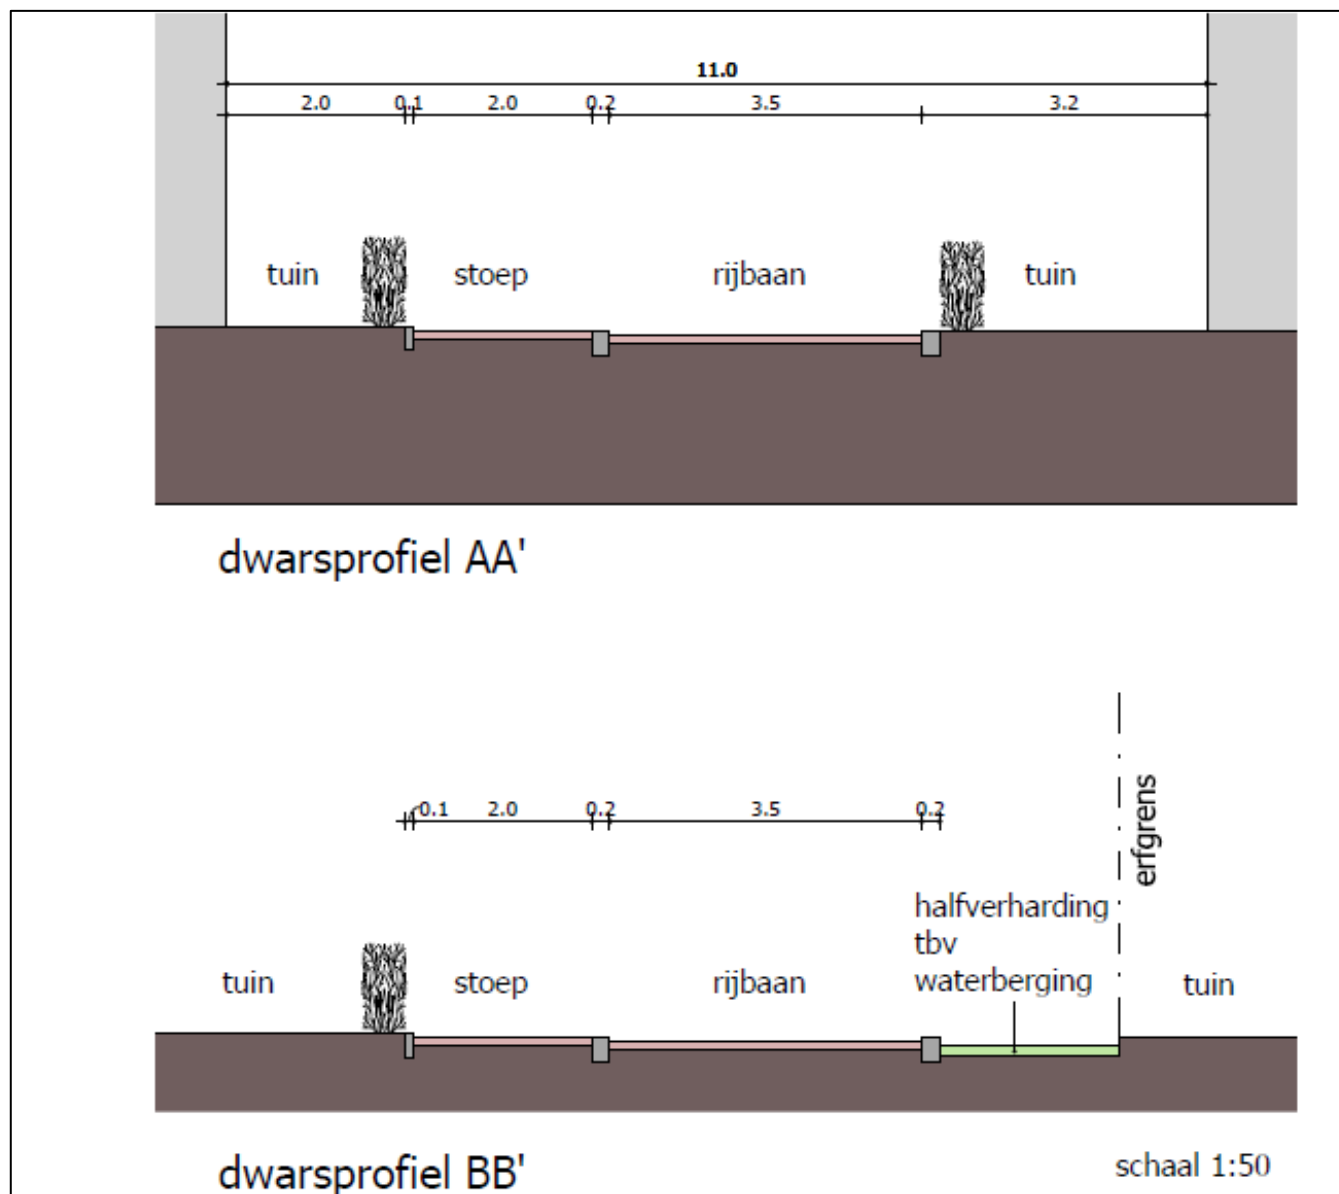 11.0
2.0 0.1 2.0 0.2 3.5 3.2
tuin stoep rijbaan tuin
dwarsprofiel AA'
0.1 2.0 0.2 3.5 0.2
erfgrens
halfverharding
tbv
waterberging
tuin stoep rijbaan tuin
dwarsprofiel BB'
schaal 1:50